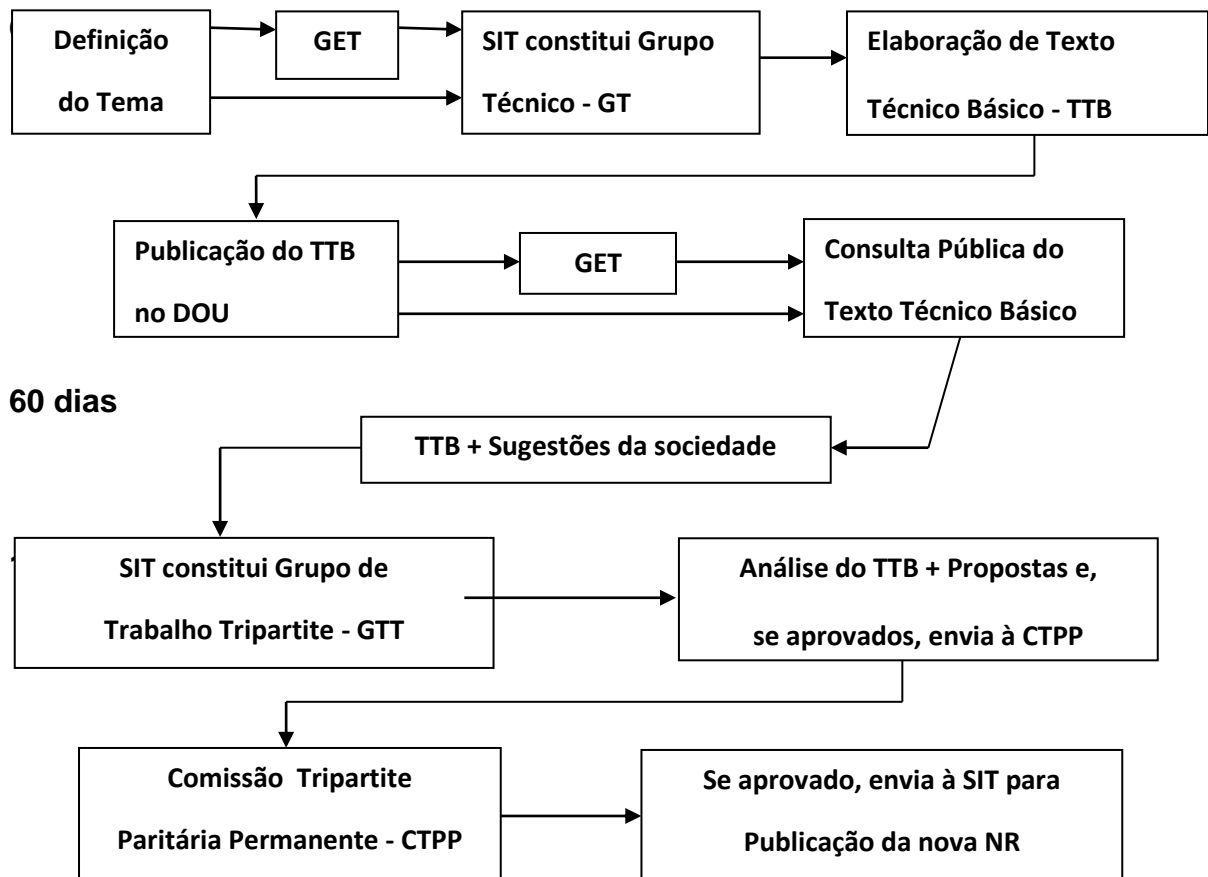 Definição
do Tema
GET
SIT constitui Grupo
Técnico - GT
Elaboração de Texto
Técnico Básico - TTB
Publicação do TTB
no DOU
GET
Consulta Pública do
Texto Técnico Básico
60 dias
TTB + Sugestões da sociedade
SIT constitui Grupo de
Trabalho Tripartite - GTT
Análise do TTB + Propostas e,
se aprovados, envia à CTPP
Comissão Tripartite
Paritária Permanente - CTPP
Se aprovado, envia à SIT para
Publicação da nova NR